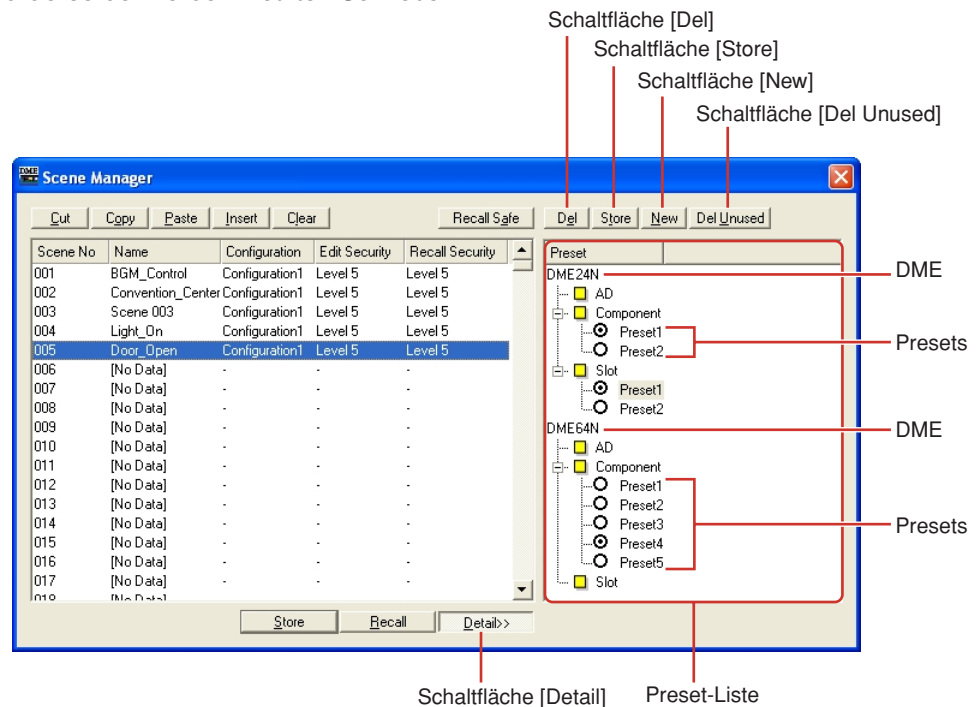 Schaltfläche [Del]
Schaltfläche [Store]
Schaltfläche [New]
Schaltfläche [Del Unused]
Scene Manager
Cut Copy Paste Insert Clear Recall Safe Del Store New Del Unused
Scene No Name Configuration Edit Security Recall Security
001 BGM_Control Configuration1 Level 5 Level 5
002 Convention_Center Configuration1 Level 5 Level 5
003 Scene 003 Configuration1 Level 5 Level 5
004 Light_On Configuration1 Level 5 Level 5
005 Door_Open Configuration1 Level 5 Level 5
006 [No Data] - - -
007 [No Data] - - -
008 [No Data] - - -
009 [No Data] - - -
010 [No Data] - - -
011 [No Data] - - -
012 [No Data] - - -
013 [No Data] - - -
014 [No Data] - - -
015 [No Data] - - -
016 [No Data] - - -
017 [No Data] - - -
018 [No Data]
Preset
DME24N
AD
Component
Preset1
Preset2
Slot
Preset1
Preset2
DME64N
AD
Component
Preset1
Preset2
Preset3
Preset4
Preset5
Slot
DME
Presets
DME
Presets
Store Recall Detail>>
Schaltfläche [Detail]
Preset-Liste